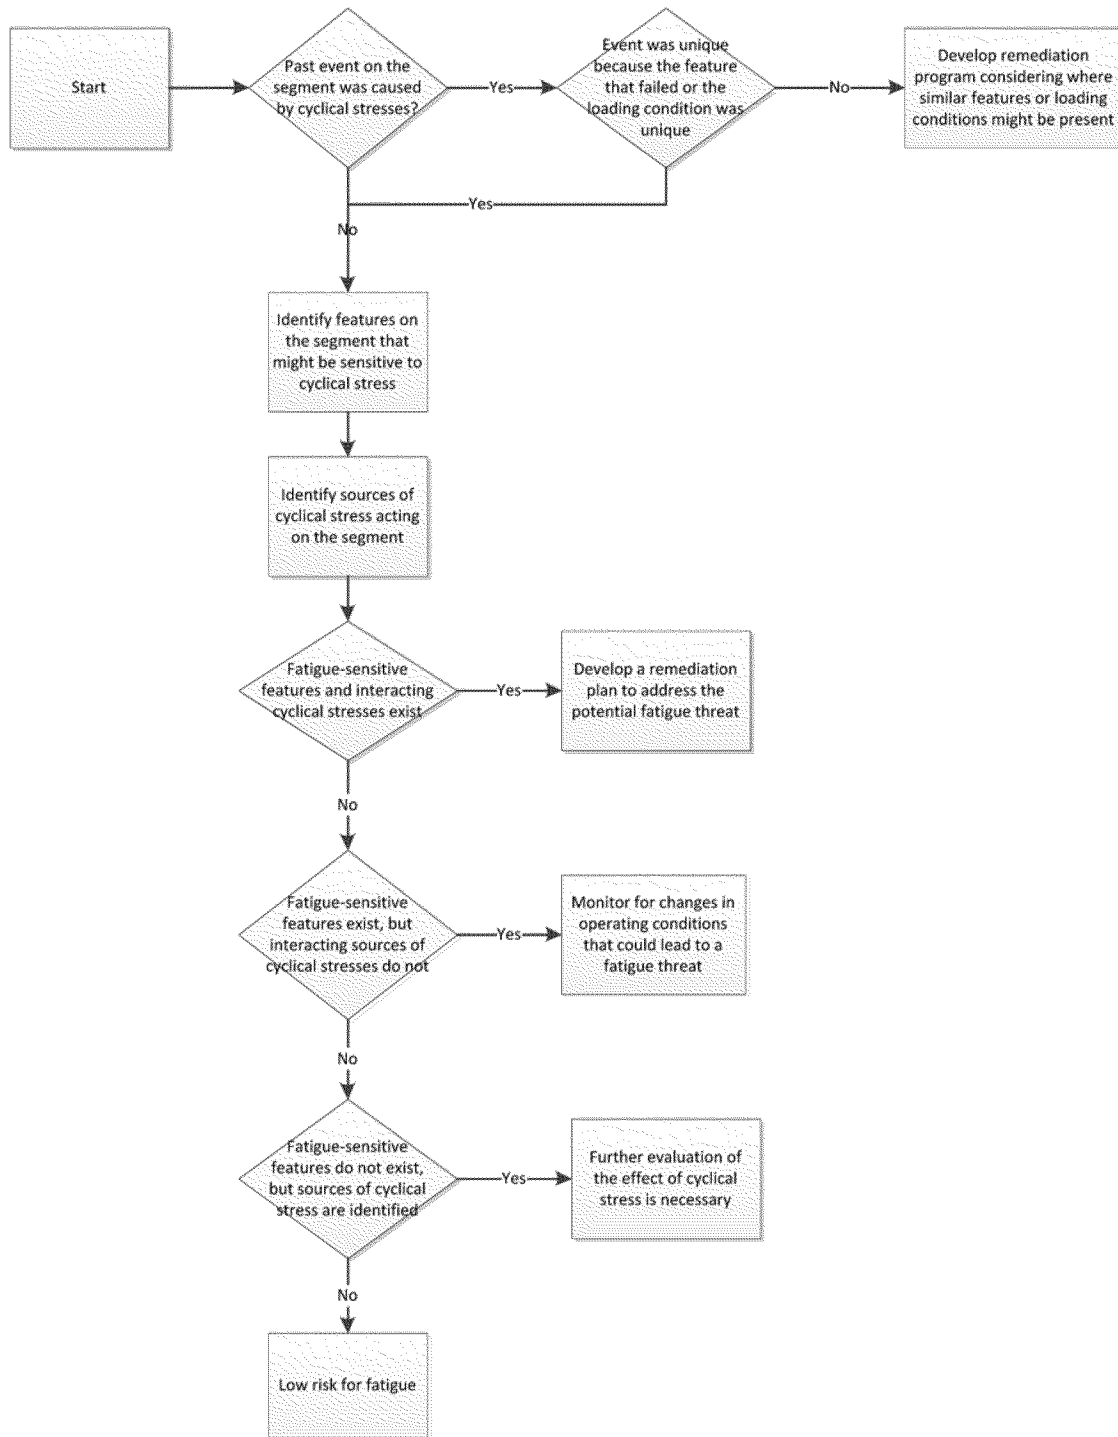 Start
Past event on the
segment was caused
by cyclical stresses?
Yes
Event was unique
because the feature
that failed or the
loading condition was
unique
No
Develop remediation
program considering where
similar features or loading
conditions might be present
Yes
No
Identify features on
the segment that
might be sensitive to
cyclical stress
Identify sources of
cyclical stress acting
on the segment
Fatigue-sensitive
features and interacting
cyclical stresses exist
Yes
Develop a remediation
plan to address the
potential fatigue threat
No
Fatigue-sensitive
features exist, but
interacting sources of
cyclical stresses do not
Yes
Monitor for changes in
operating conditions
that could lead to a
fatigue threat
No
Fatigue-sensitive
features do not exist,
but sources of cyclical
stress are identified
Yes
Further evaluation of
the effect of cyclical
stress is necessary
No
Low risk for fatigue